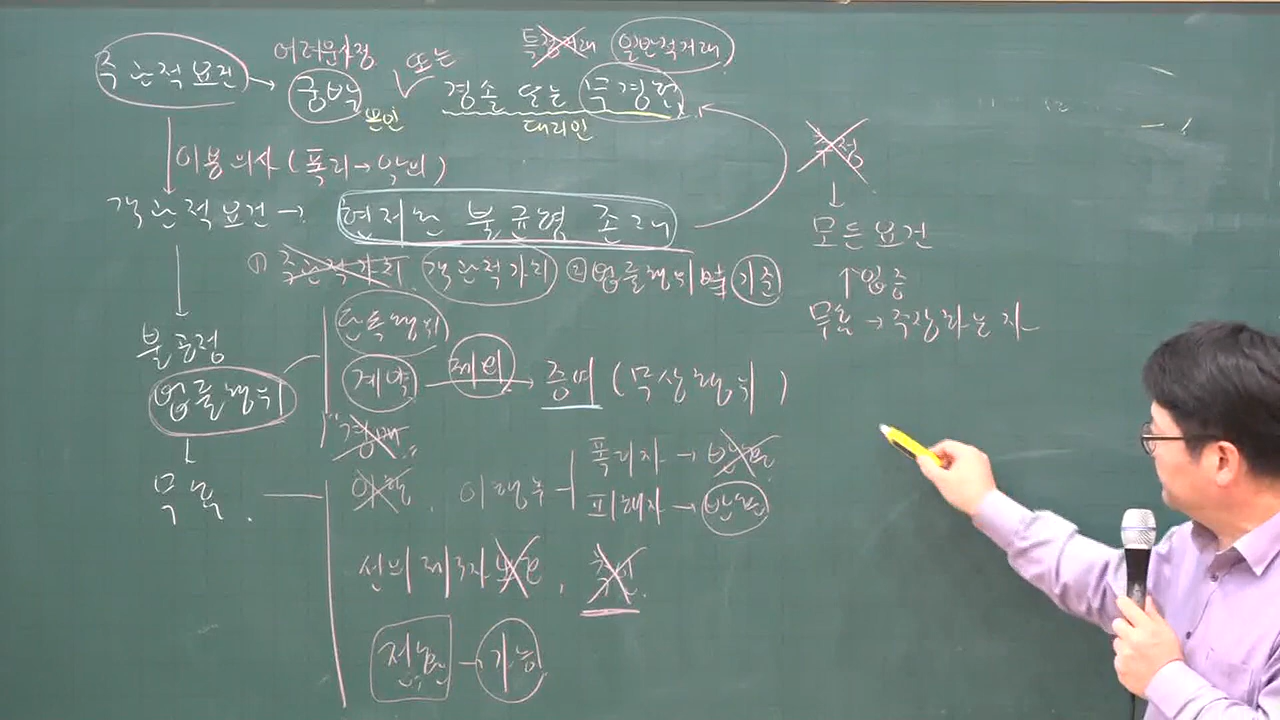 어려운사정 또는 특정거래 일반적거래
주관적요건 → 궁박 경솔 또는 무경험
본인 대리인
이용의사 (폭리→악의)
객관적요건 → 현저한 불균형 존재
① 주관적가치 객관적가치 ② 법률행위時 기준
추정
↓
모든요건
↑입증
무효 → 주장하는 자
불공정
법률행위
단독행위
계약 제외 → 증여 (무상행위)
"경매"
무효
이행 . 이행후
폭리자 → 반환
피해자 → 반환
선의 제3자 보호 , 추인
전환 - 가능